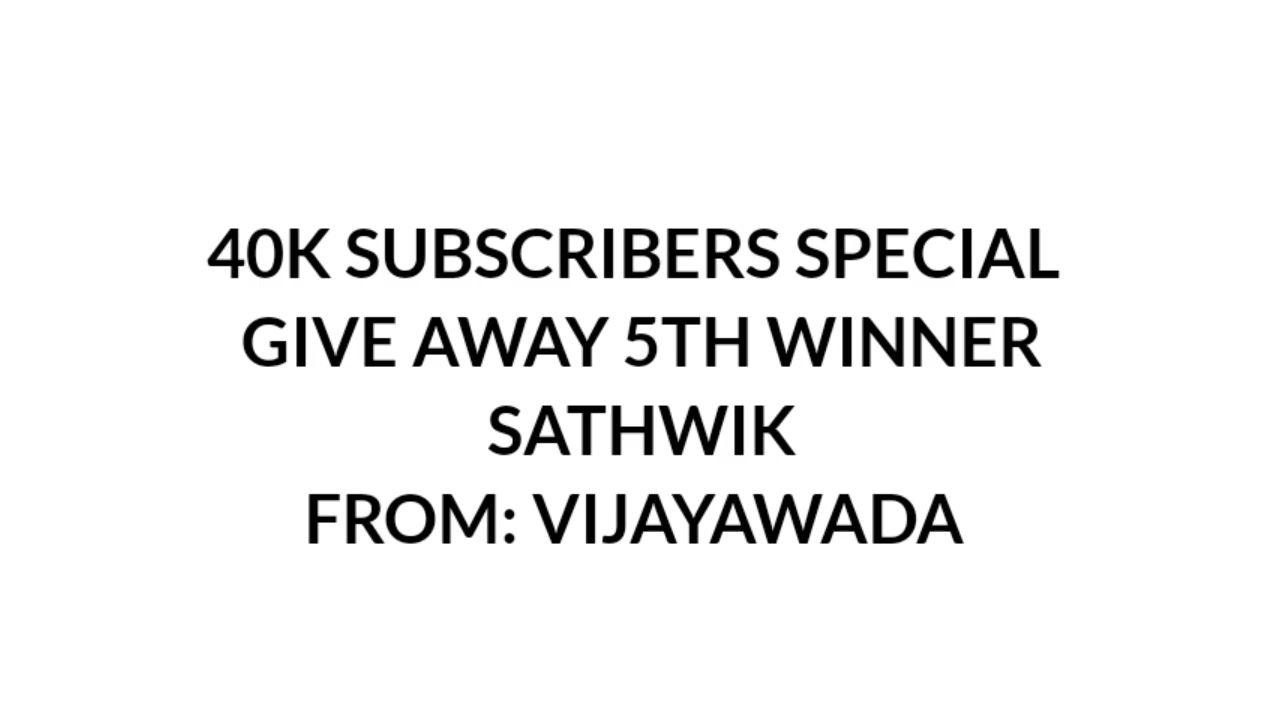 40K SUBSCRIBERS SPECIAL
GIVE AWAY 5TH WINNER
SATHWIK
FROM: VIJAYAWADA